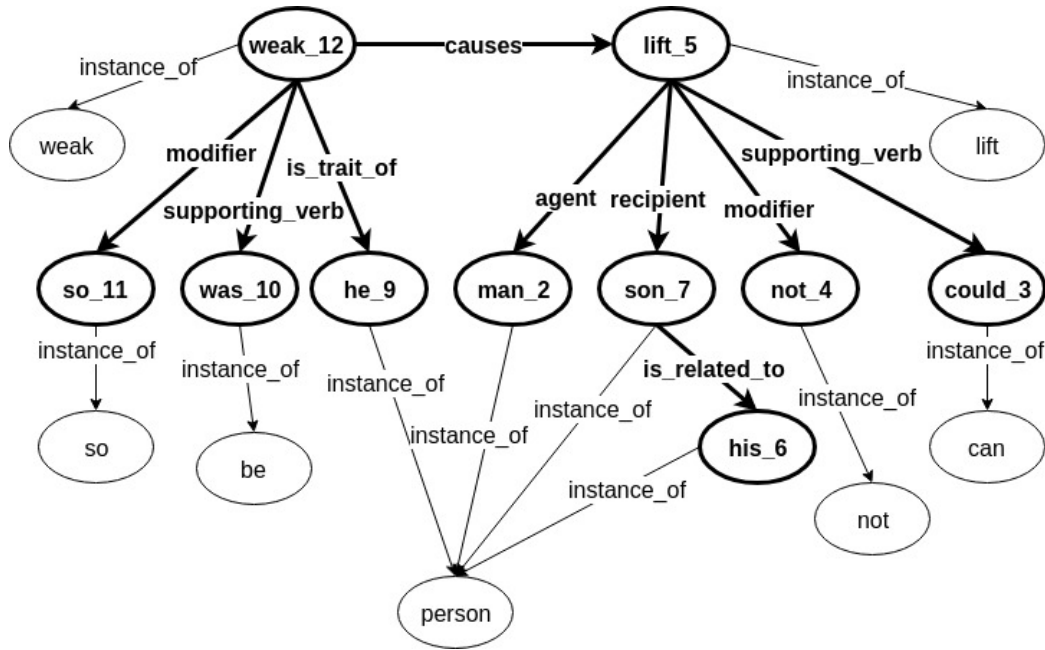 weak_12 causes lift_5
instance_of instance_of
weak modifier is_trait_of supporting_verb lift
supporting_verb agent recipient modifier
so_11 was_10 he_9 man_2 son_7 not_4 could_3
instance_of instance_of
instance_of instance_of is_related_to
instance_of instance_of instance_of
so be his_6 can
instance_of
not
person